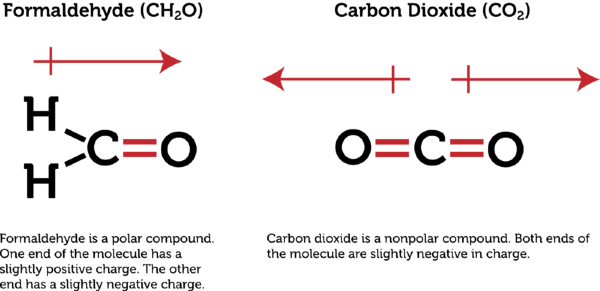 Formaldehyde (CH₂O)
Carbon Dioxide (CO₂)
H
H
C=O
O=C=O
Formaldehyde is a polar compound.
One end of the molecule has a
slightly positive charge. The other
end has a slightly negative charge.
Carbon dioxide is a nonpolar compound. Both ends of
the molecule are slightly negative in charge.